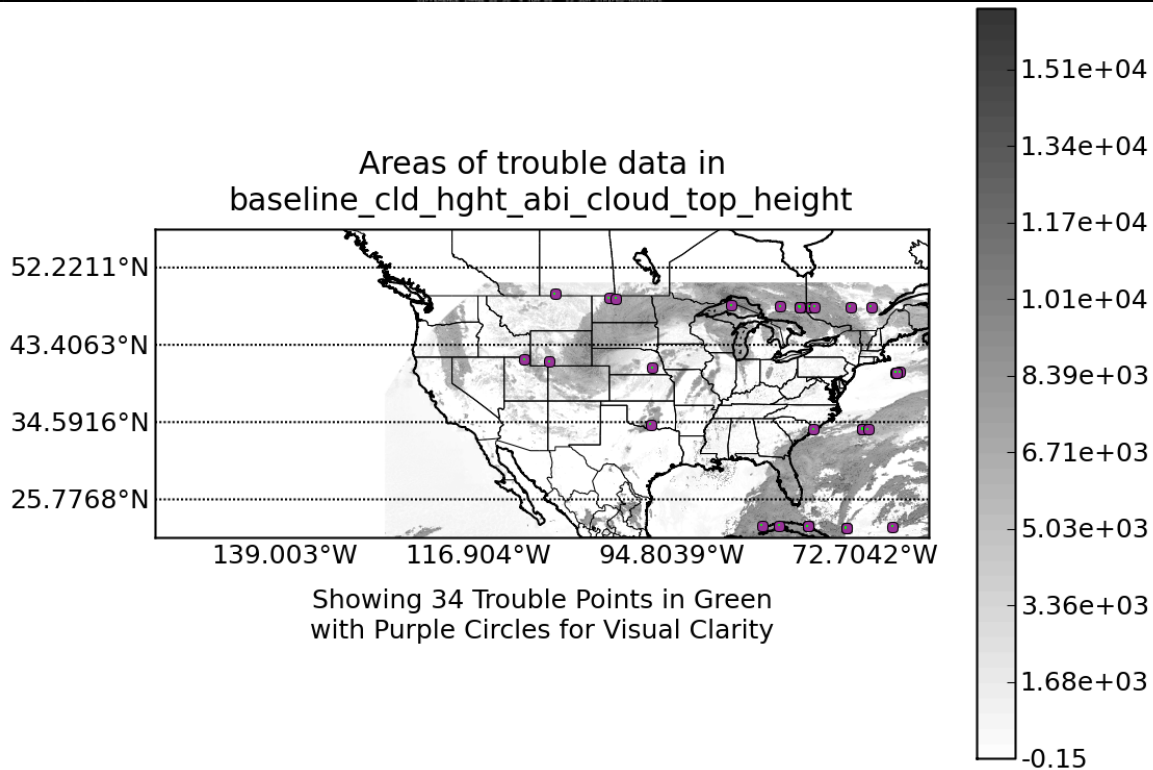 Areas of trouble data in
baseline_cld_hght_abi_cloud_top_height
52.2211°N
43.4063°N
34.5916°N
25.7768°N
139.003°W 116.904°W 94.8039°W 72.7042°W
Showing 34 Trouble Points in Green
with Purple Circles for Visual Clarity
1.51e+04
1.34e+04
1.17e+04
1.01e+04
8.39e+03
6.71e+03
5.03e+03
3.36e+03
1.68e+03
-0.15